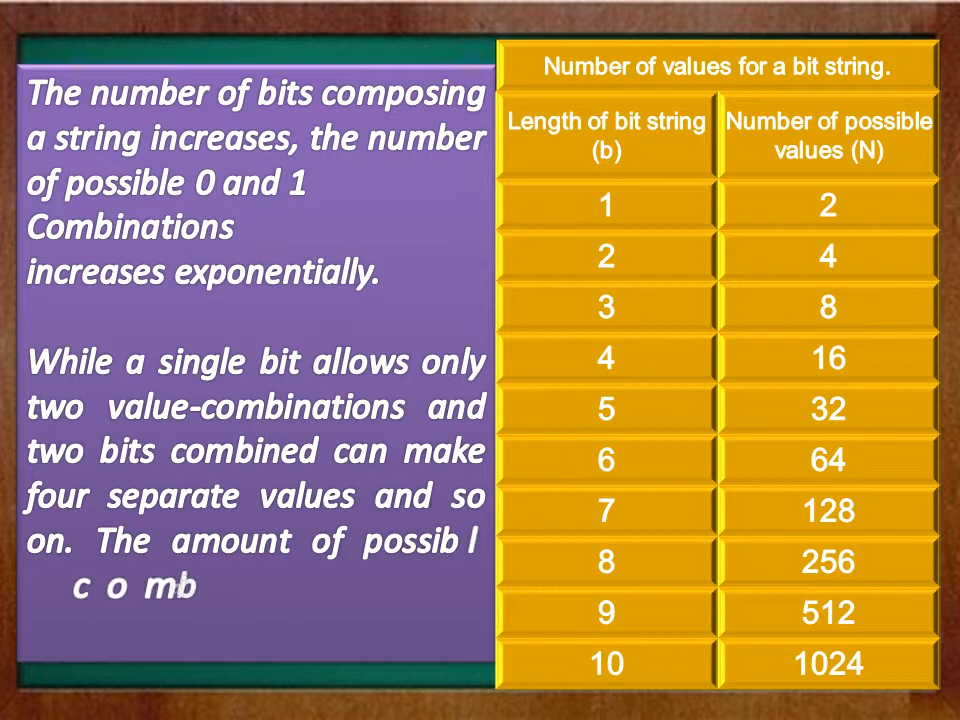 The number of bits composing
a string increases, the number
of possible 0 and 1
Combinations
increases exponentially.
While a single bit allows only
two value-combinations and
two bits combined can make
four separate values and so
on. The amount of possib l
c o mb
Number of values for a bit string.
Length of bit string (b) Number of possible values (N)
1 2
2 4
3 8
4 16
5 32
6 64
7 128
8 256
9 512
10 1024